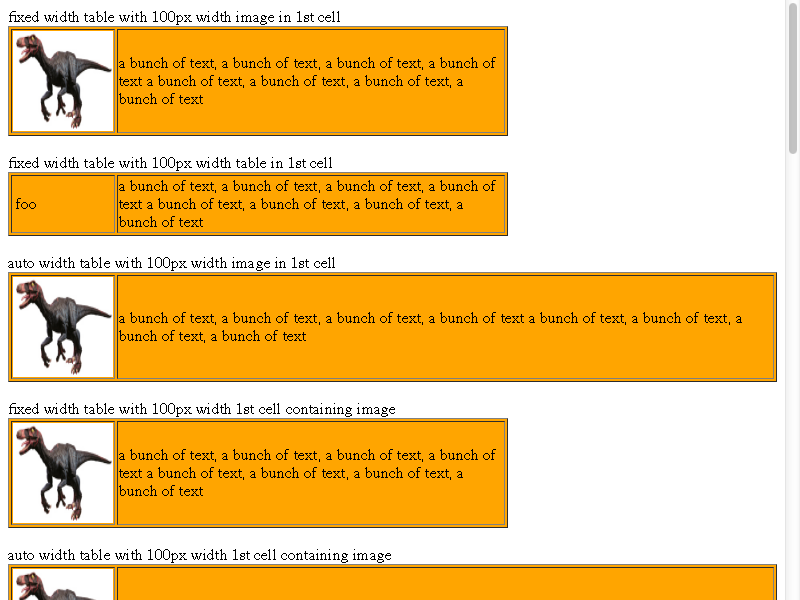 fixed width table with 100px width image in 1st cell
a bunch of text, a bunch of text, a bunch of text, a bunch of
text a bunch of text, a bunch of text, a bunch of text, a
bunch of text
fixed width table with 100px width table in 1st cell
foo
a bunch of text, a bunch of text, a bunch of text, a bunch of
text a bunch of text, a bunch of text, a bunch of text, a
bunch of text
auto width table with 100px width image in 1st cell
a bunch of text, a bunch of text, a bunch of text, a bunch of text a bunch of text, a bunch of text, a
bunch of text, a bunch of text
fixed width table with 100px width 1st cell containing image
a bunch of text, a bunch of text, a bunch of text, a bunch of
text a bunch of text, a bunch of text, a bunch of text, a
bunch of text
auto width table with 100px width 1st cell containing image